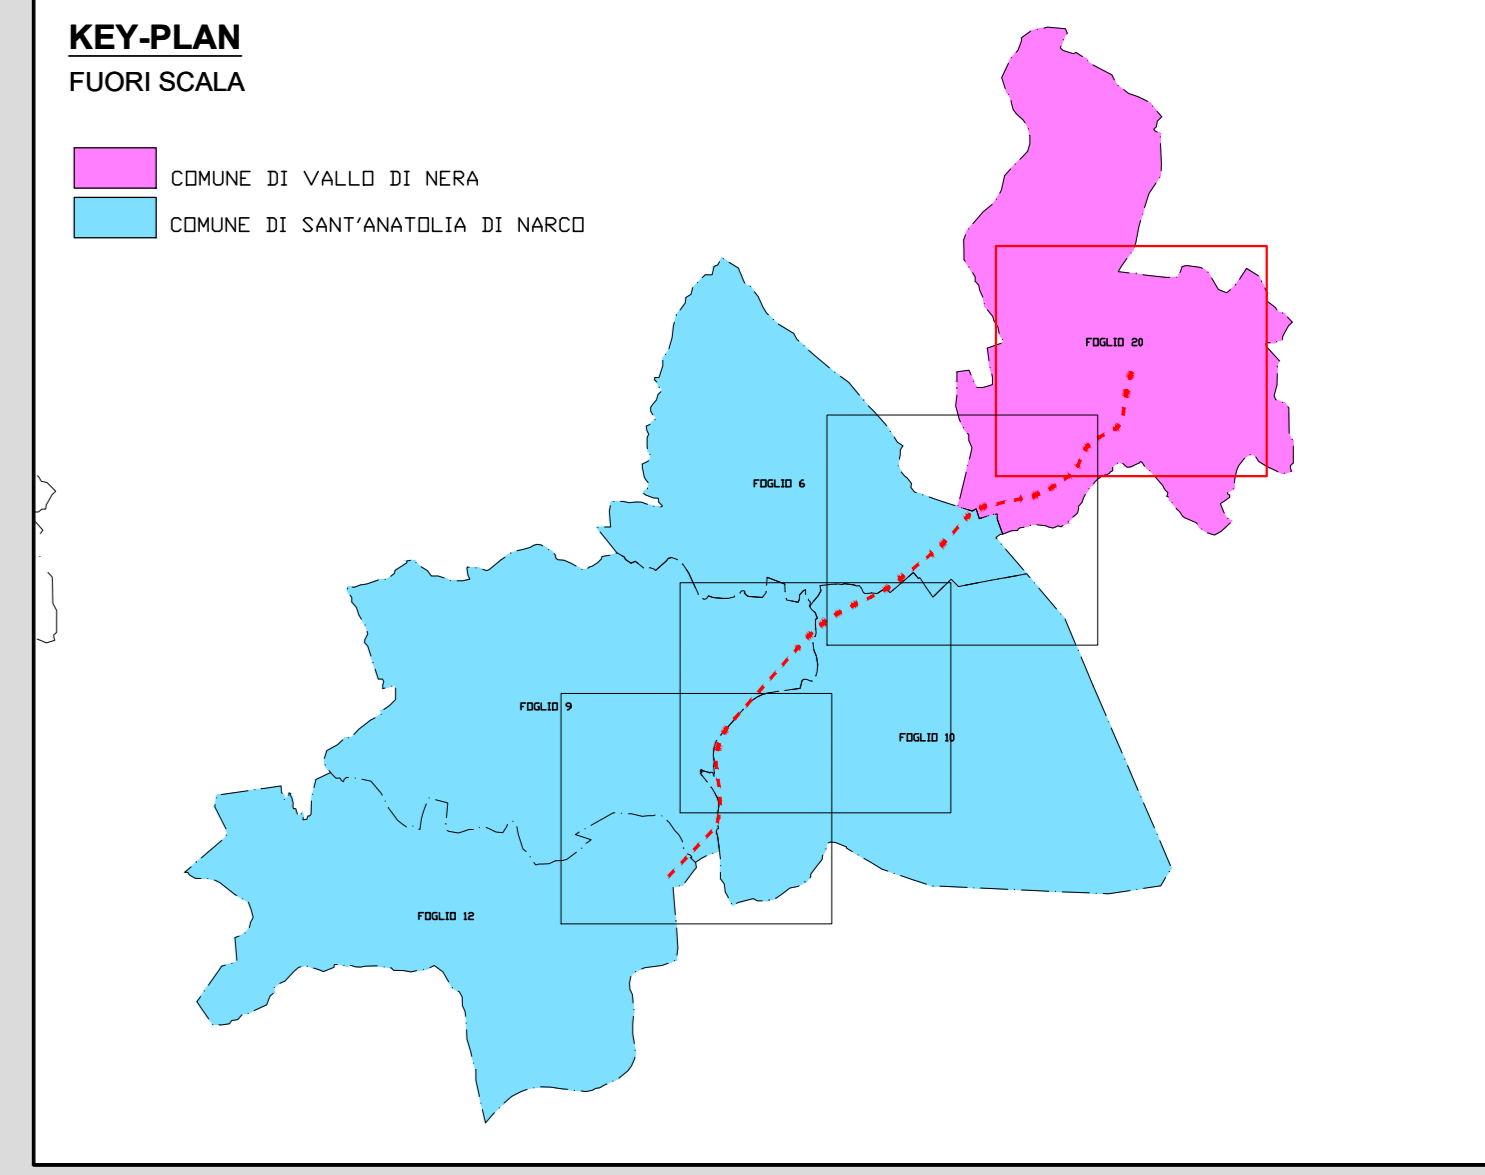 KEY-PLAN
FUORI SCALA
COMUNE DI VALLO DI NERA
COMUNE DI SANT'ANATOLIA DI NARCO
FOGLIO 20
FOGLIO 6
FOGLIO 9
FOGLIO 10
FOGLIO 12